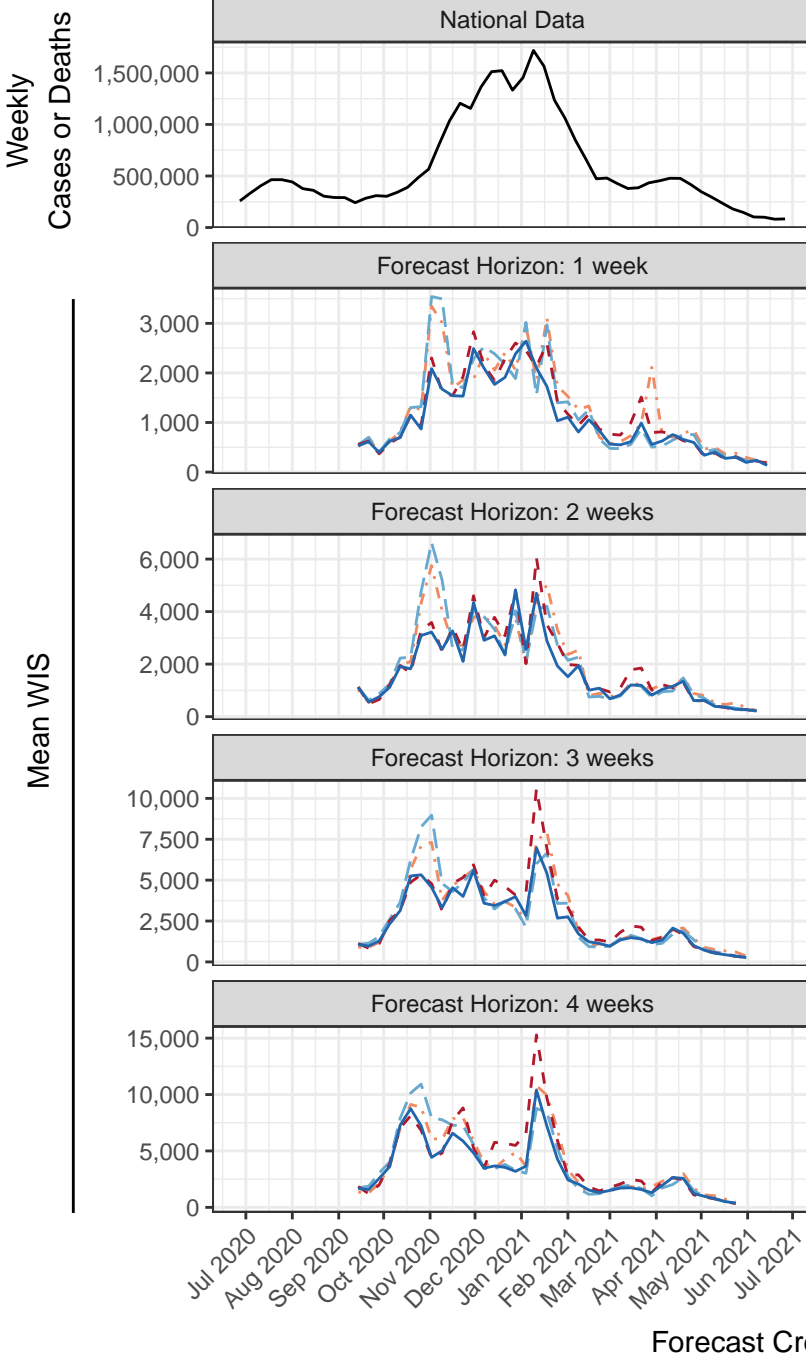 National Data
Weekly
Cases or Deaths
1,500,000
1,000,000
500,000
0
Forecast Horizon: 1 week
3,000
2,000
1,000
0
Forecast Horizon: 2 weeks
6,000
4,000
2,000
0
Mean WIS
Forecast Horizon: 3 weeks
10,000
7,500
5,000
2,500
0
Forecast Horizon: 4 weeks
15,000
10,000
5,000
0
Jul 2020
Aug 2020
Sep 2020
Oct 2020
Nov 2020
Dec 2020
Jan 2021
Feb 2021
Mar 2021
Apr 2021
May 2021
Jun 2021
Jul 2021
Forecast Cre